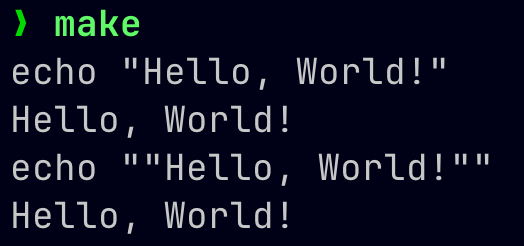 ❯ make
echo "Hello, World!"
Hello, World!
echo ""Hello, World!""
Hello, World!